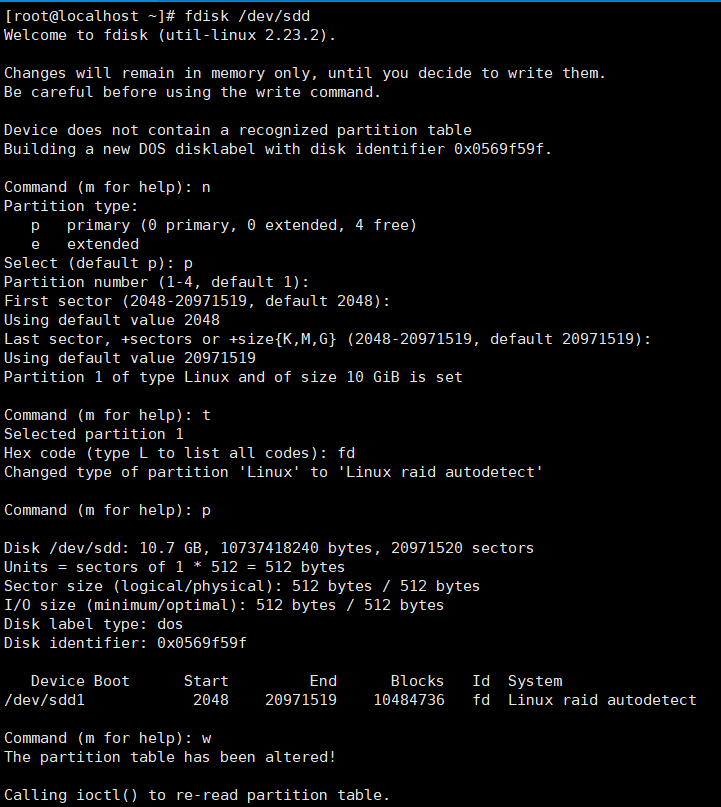 [root@localhost ~]# fdisk /dev/sdd
Welcome to fdisk (util-linux 2.23.2).
Changes will remain in memory only, until you decide to write them.
Be careful before using the write command.
Device does not contain a recognized partition table
Building a new DOS disklabel with disk identifier 0x0569f59f.
Command (m for help): n
Partition type:
   p   primary (0 primary, 0 extended, 4 free)
   e   extended
Select (default p): p
Partition number (1-4, default 1):
First sector (2048-20971519, default 2048):
Using default value 2048
Last sector, +sectors or +size{K,M,G} (2048-20971519, default 20971519):
Using default value 20971519
Partition 1 of type Linux and of size 10 GiB is set
Command (m for help): t
Selected partition 1
Hex code (type L to list all codes): fd
Changed type of partition 'Linux' to 'Linux raid autodetect'
Command (m for help): p
Disk /dev/sdd: 10.7 GB, 10737418240 bytes, 20971520 sectors
Units = sectors of 1 * 512 = 512 bytes
Sector size (logical/physical): 512 bytes / 512 bytes
I/O size (minimum/optimal): 512 bytes / 512 bytes
Disk label type: dos
Disk identifier: 0x0569f59f
   Device Boot      Start         End      Blocks   Id  System
/dev/sdd1            2048    20971519    10484736   fd  Linux raid autodetect
Command (m for help): w
The partition table has been altered!
Calling ioctl() to re-read partition table.